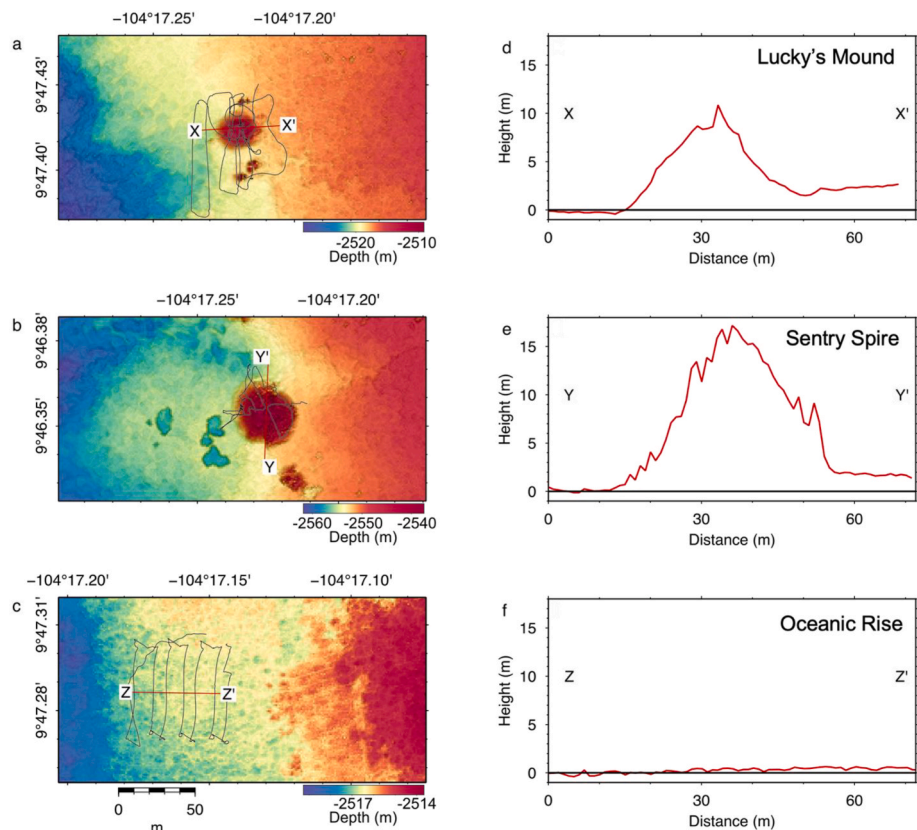 −104°17.25' −104°17.20'
a
9°47.43'
X X'
9°47.40'
-2520 -2510
Depth (m)
d
Lucky's Mound
15
10
5
0
Height (m)
X X'
0 30 60
Distance (m)
−104°17.25' −104°17.20'
b
9°46.38'
Y'
9°46.35'
Y
-2560 -2550 -2540
Depth (m)
e
Sentry Spire
15
10
5
0
Height (m)
Y Y'
0 30 60
Distance (m)
−104°17.20' −104°17.15' −104°17.10'
c
9°47.31'
Z Z'
9°47.28'
0 50
m
-2517 -2514
Depth (m)
f
Oceanic Rise
15
10
5
0
Height (m)
Z Z'
0 30 60
Distance (m)